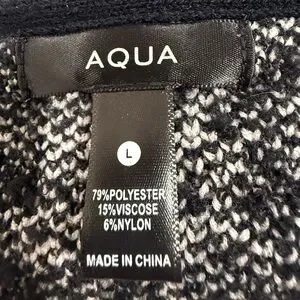 AQUA
L
79%POLYESTER
15%VISCOSE
6%NYLON
MADE IN CHINA